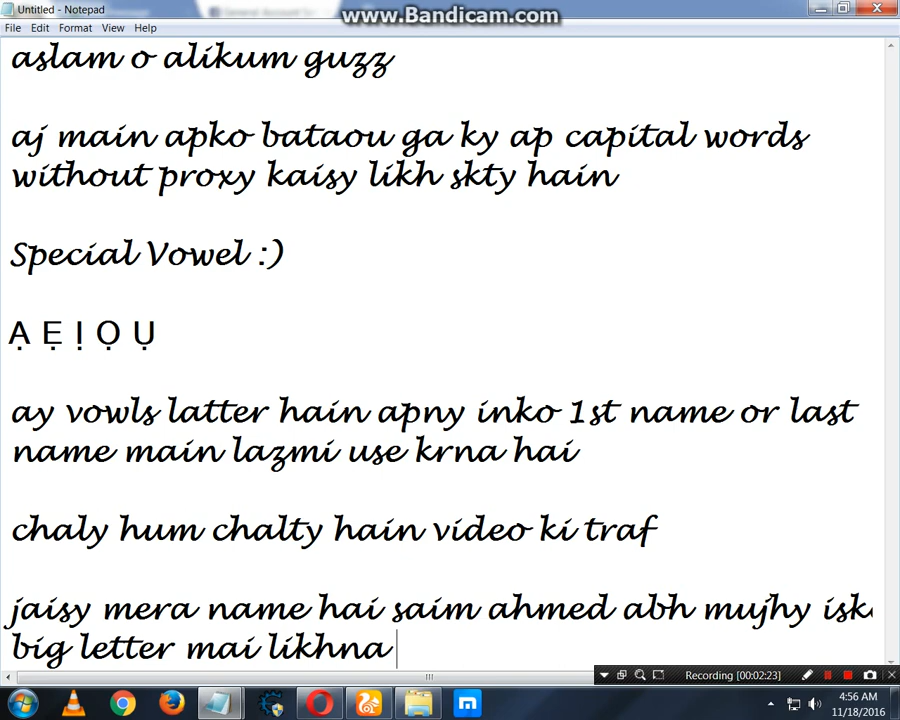 Untitled - Notepad
www.Bandicam.com
File Edit Format View Help
aslam o alikum guzz
aj main apko bataou ga ky ap capital words
without proxy kaisy likh skty hain
Special Vowel :)
Ạ Ẹ Ị Ọ Ụ
ay vowls latter hain apny inko 1st name or last
name main lazmi use krna hai
chaly hum chalty hain video ki traf
jaisy mera name hai saim ahmed abh mujhy
big letter mai likhna
Recording [00:02:23]
4:56 AM
11/18/2016